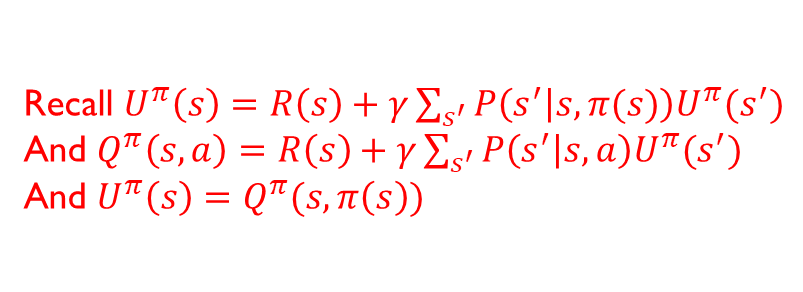 Recall U^π(s) = R(s) + γ ∑_{s′} P(s′|s, π(s))U^π(s′)
And Q^π(s, a) = R(s) + γ ∑_{s′} P(s′|s, a)U^π(s′)
And U^π(s) = Q^π(s, π(s))